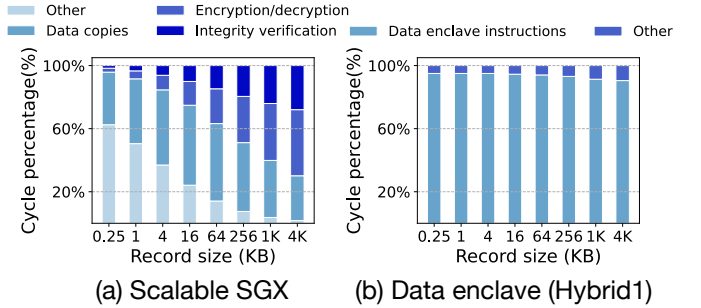 Other Encryption/decryption
Data copies Integrity verification Data enclave instructions Other
100% 100%
60% 60%
20% 20%
Cycle percentage(%) Cycle percentage(%)
0.25 1 4 16 64 256 1K 4K 0.25 1 4 16 64 256 1K 4K
Record size (KB) Record size (KB)
(a) Scalable SGX (b) Data enclave (Hybrid1)